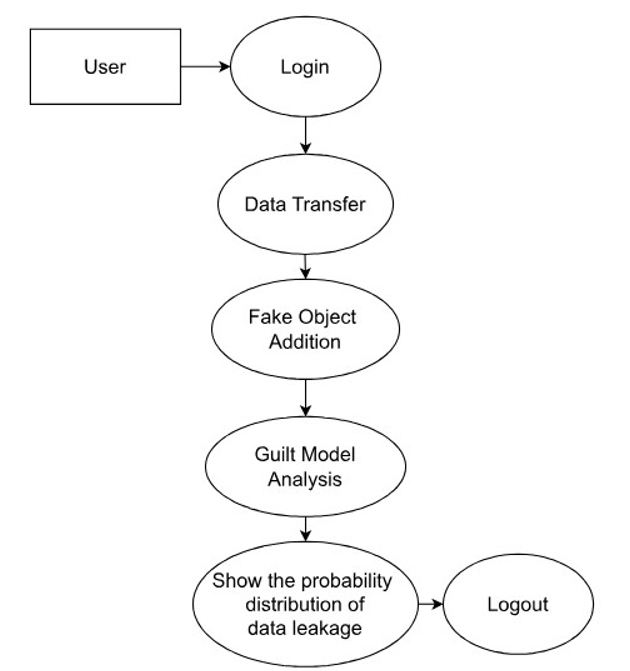 User
Login
Data Transfer
Fake Object
Addition
Guilt Model
Analysis
Show the probability
distribution of
data leakage
Logout